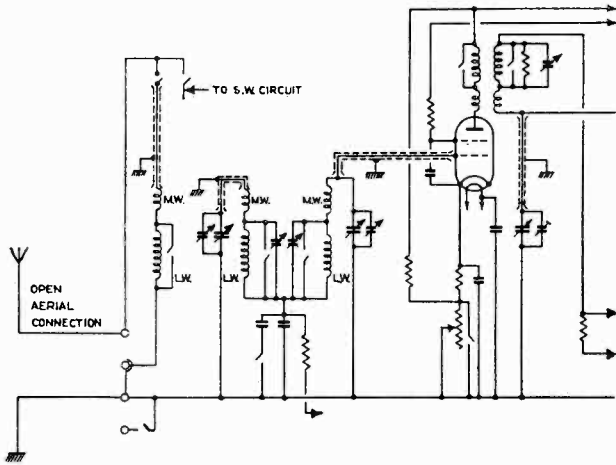 TO S.W. CIRCUIT
M.W.
M.W.
M.W.
L.W.
L.W.
L.W.
OPEN
AERIAL
CONNECTION